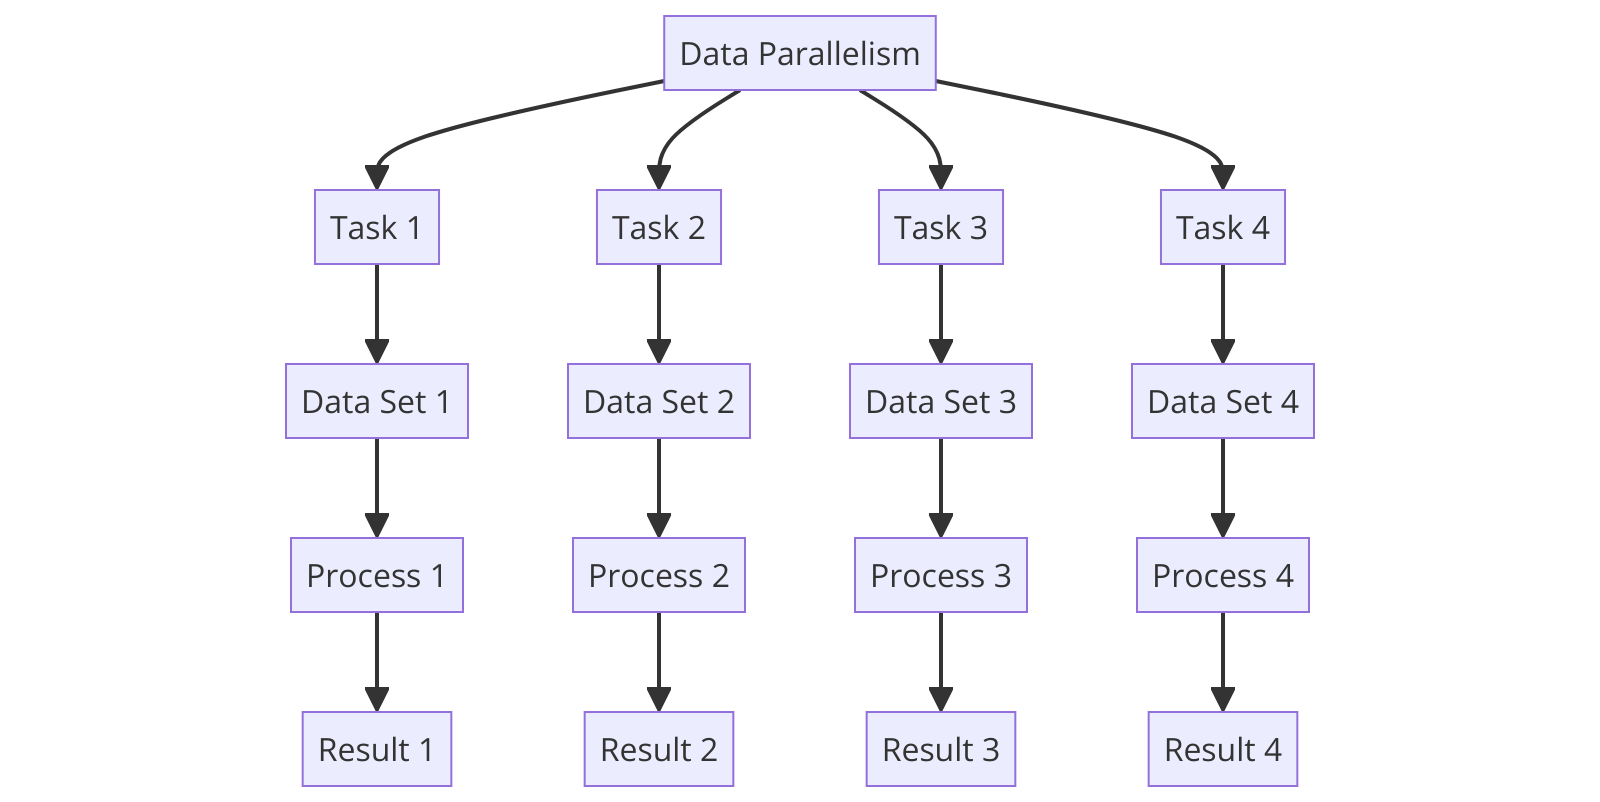 Data Parallelism
Task 1
Task 2
Task 3
Task 4
Data Set 1
Data Set 2
Data Set 3
Data Set 4
Process 1
Process 2
Process 3
Process 4
Result 1
Result 2
Result 3
Result 4